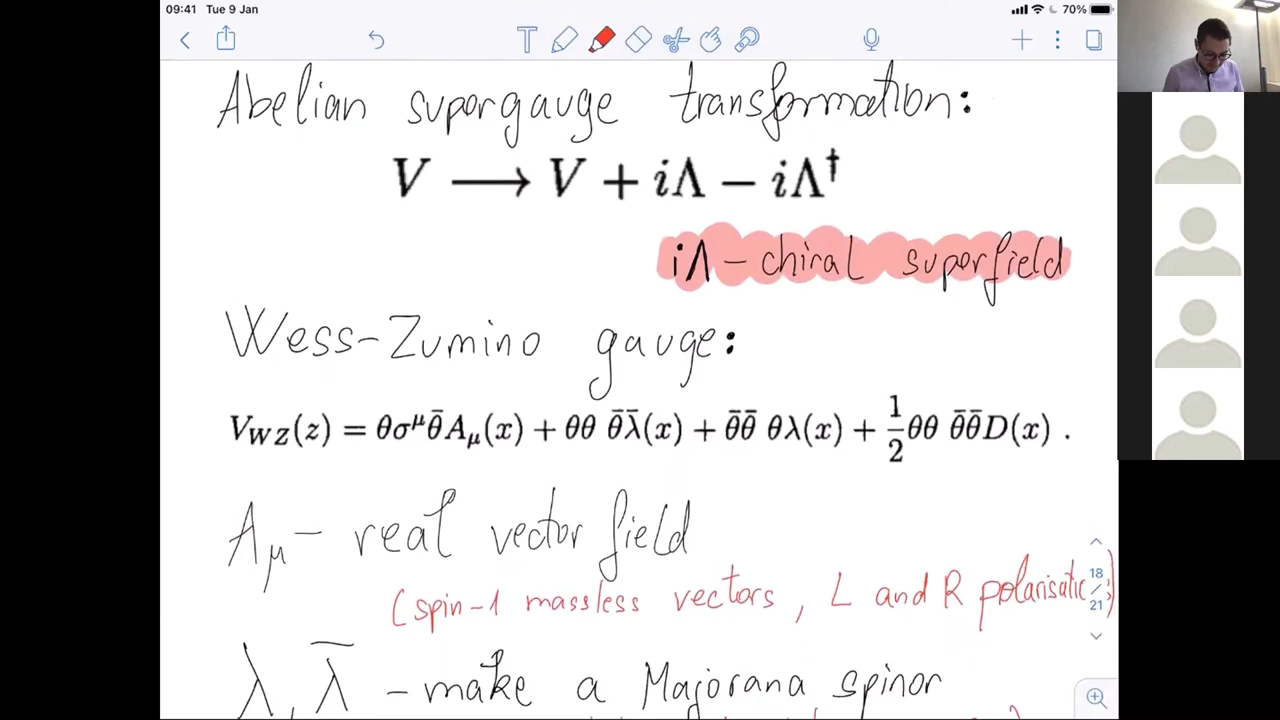 09:41 Tue 9 Jan 70%
T
Abelian supergauge transformation:
V ⟶ V + iΛ − iΛ†
iΛ – chiral superfield
Wess-Zumino gauge:
V_{WZ}(z) = θσ^μθ̄A_μ(x) + θθ θ̄λ̄(x) + θ̄θ̄ θλ(x) + 1/2 θθ θ̄θ̄D(x) .
A_μ – real vector field
(spin-1 massless vectors, L and R
18
21
λ, λ̄ – make a Majorana spinor